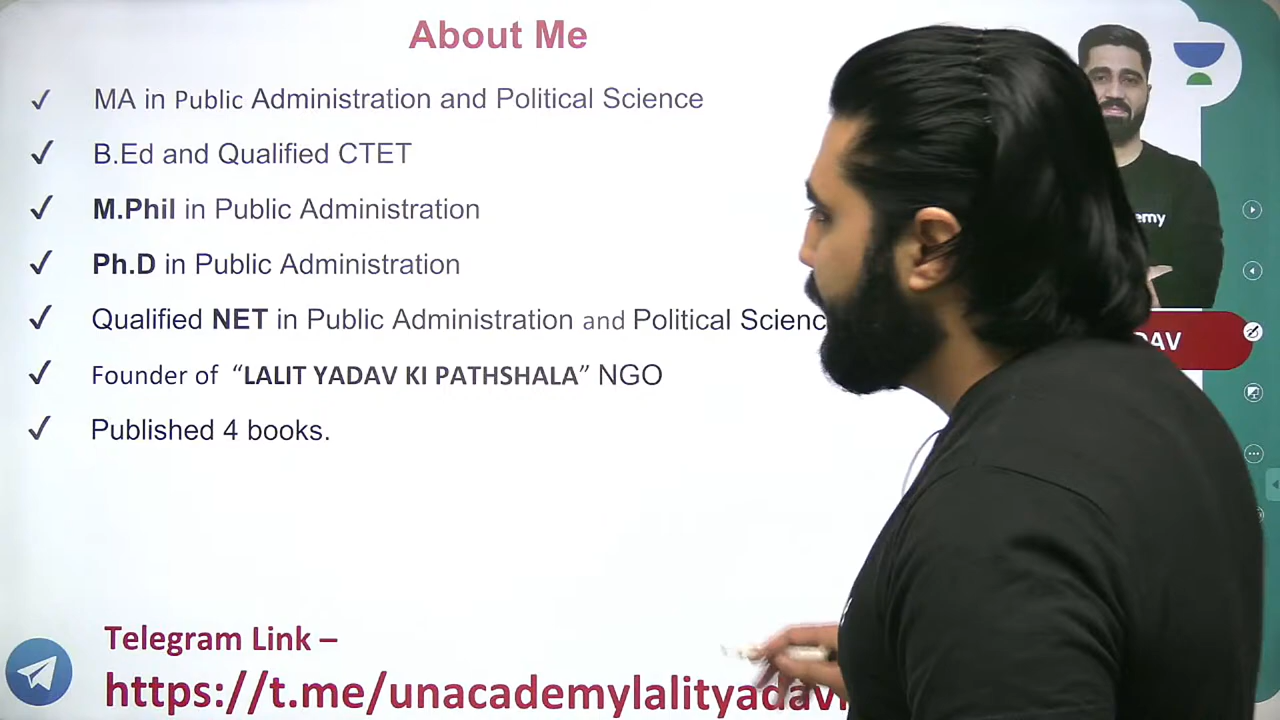 About Me
✓ MA in Public Administration and Political Science
✓ B.Ed and Qualified CTET
✓ M.Phil in Public Administration
✓ Ph.D in Public Administration
✓ Qualified NET in Public Administration and Political Scienc
✓ Founder of “LALIT YADAV KI PATHSHALA” NGO
✓ Published 4 books.
emy
DAV
Telegram Link –
https://t.me/unacademylalityadav